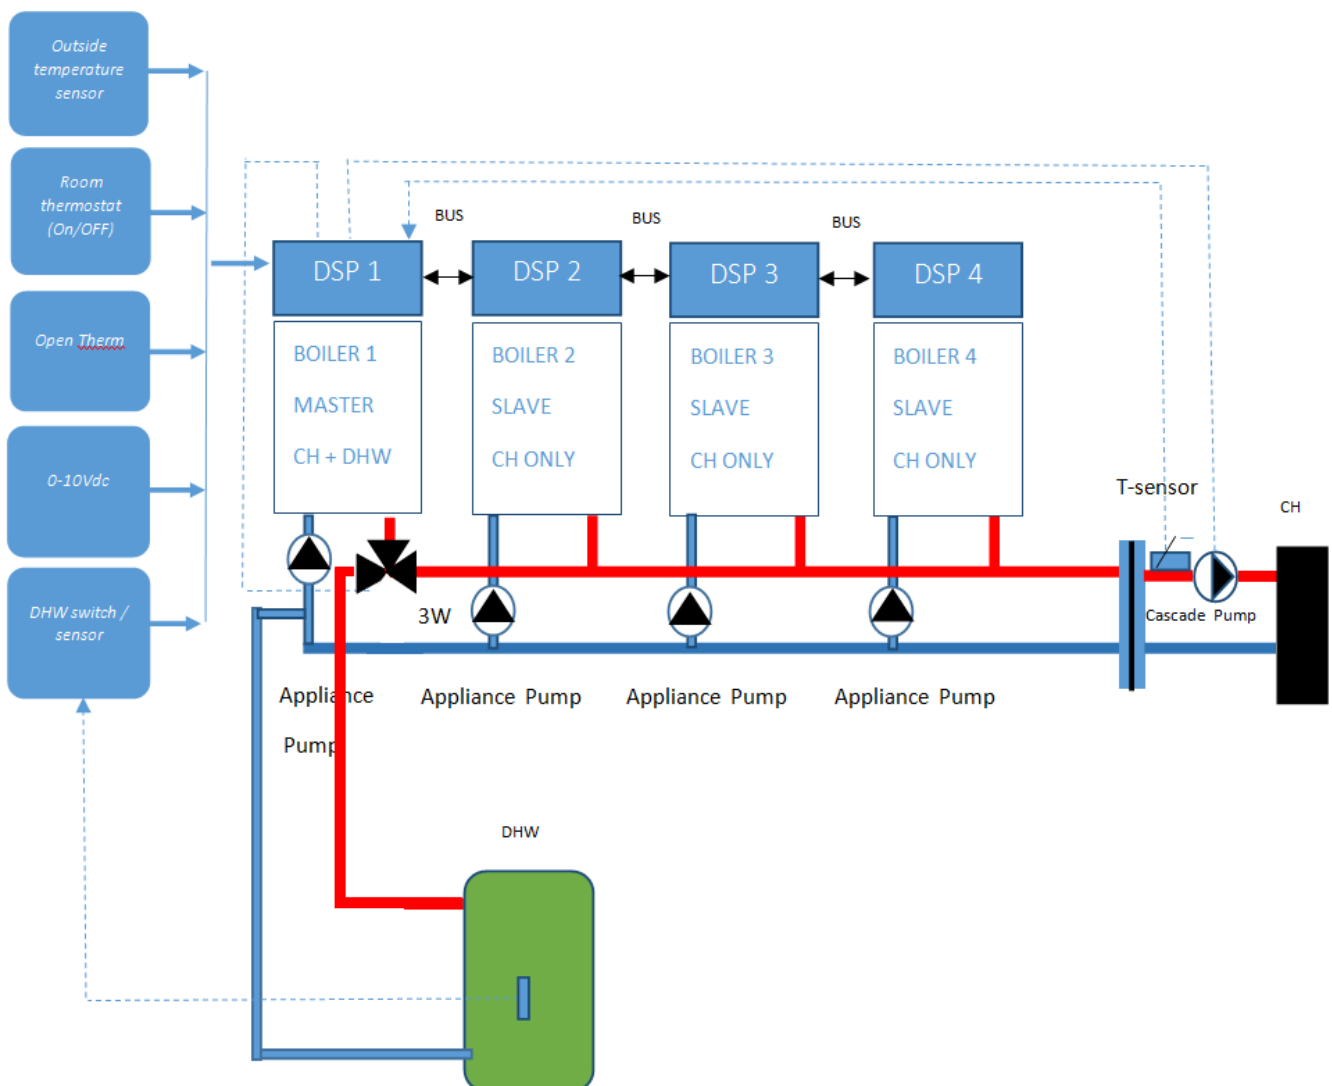 Outside
temperature
sensor
Room
thermostat
(On/OFF)
Open Therm
0-10Vdc
DHW switch /
sensor
BUS
BUS
BUS
DSP 1
DSP 2
DSP 3
DSP 4
BOILER 1
MASTER
CH + DHW
BOILER 2
SLAVE
CH ONLY
BOILER 3
SLAVE
CH ONLY
BOILER 4
SLAVE
CH ONLY
T-sensor
CH
3W
Cascade Pump
Appliance
Pump
Appliance Pump
Appliance Pump
Appliance Pump
DHW